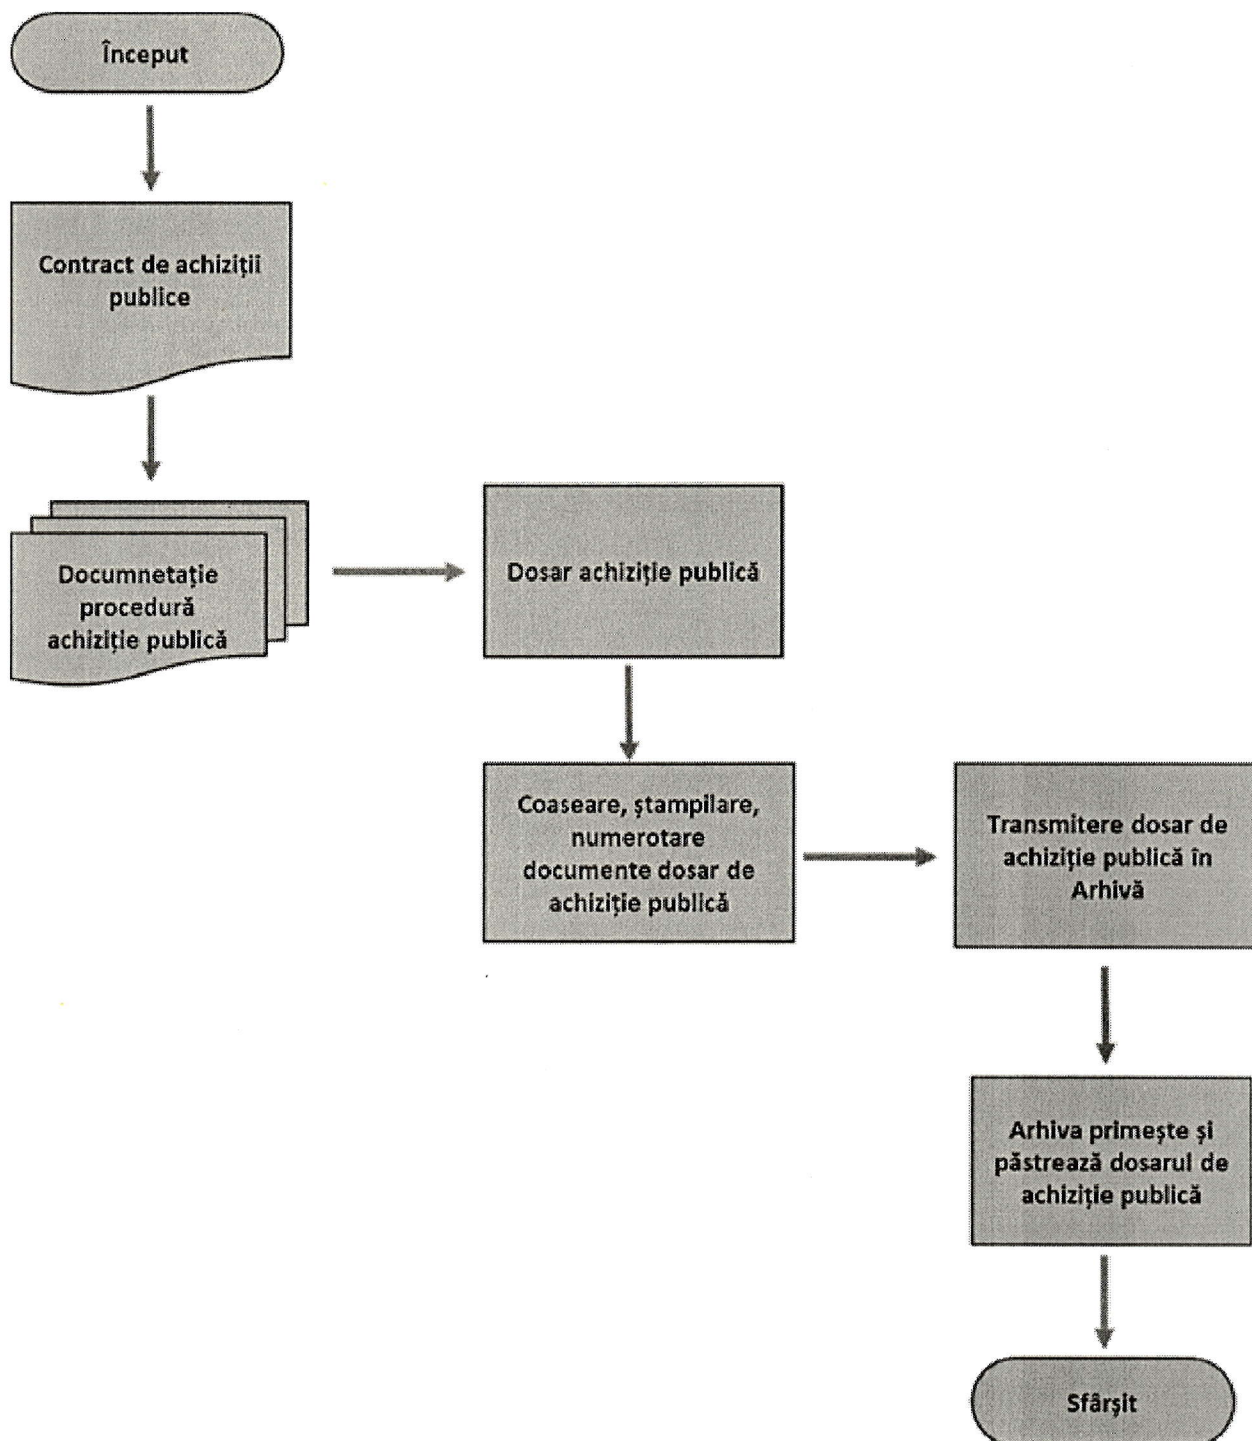 Început
Contract de achiziții
publice
Documnetație
procedură
achiziție publică
Dosar achiziție publică
Coaseare, ștampilare,
numerotare
documente dosar de
achiziție publică
Transmitere dosar de
achiziție publică în
Arhivă
Arhiva primește și
păstrează dosarul de
achiziție publică
Sfârșit